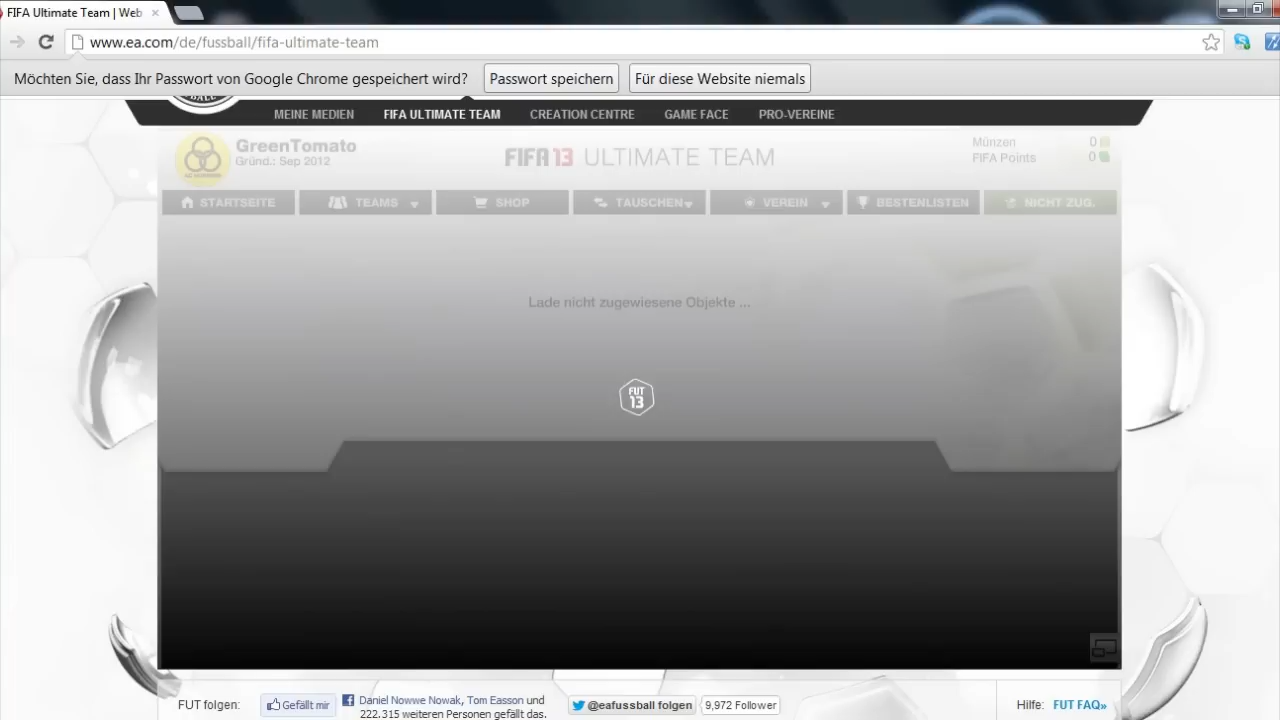 FIFA Ultimate Team | Web
www.ea.com/de/fussball/fifa-ultimate-team
Möchten Sie, dass Ihr Passwort von Google Chrome gespeichert wird? Passwort speichern Für diese Website niemals
MEINE MEDIEN FIFA ULTIMATE TEAM CREATION CENTRE GAME FACE PRO-VEREINE
GreenTomato
Gründ.: Sep 2012
FIFA 13 ULTIMATE TEAM
Münzen 0
FIFA Points 0
STARTSEITE TEAMS SHOP TAUSCHEN VEREIN BESTENLISTEN NICHT ZUG.
Lade nicht zugewiesene Objekte ...
FUT
13
FUT folgen: Gefällt mir Daniel Nowwe Nowak, Tom Easson und
222.315 weiteren Personen gefällt das.
@eafussball folgen 9,972 Follower
Hilfe: FUT FAQ»